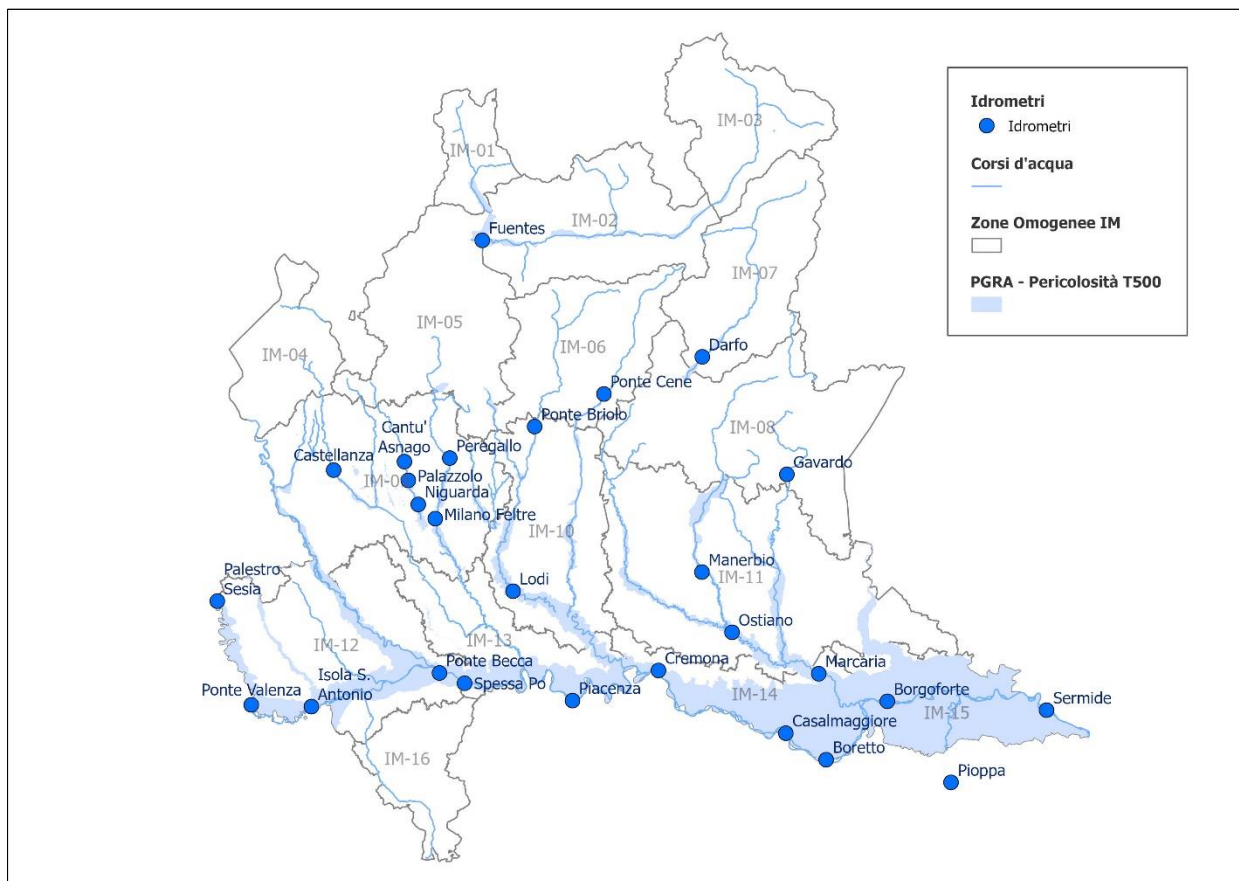 Idrometri
Idrometri
Corsi d'acqua
Zone Omogenee IM
PGRA - Pericolosità T500
IM-03
IM-01
IM-02
Fuentes
IM-07
IM-05
IM-04
IM-06
Darfo
Ponte Cene
Ponte Briolo
Cantu'
Asnago
IM-08
Peregallo
Castellanza
Gavardo
IM-0
Palazzolo
Niguarda
Milano Feltre
IM-10
Manerbio
IM-11
Palestro
Sesia
Lodi
Ostiano
IM-12
IM-13
Ponte Becca
Cremona
Marcaria
Isola S.
Antonio
Spessa Po
Ponte Valenza
Piacenza
IM-14
Borgoforte
Sermide
IM-15
Casalmaggiore
Boretto
IM-16
Pioppa